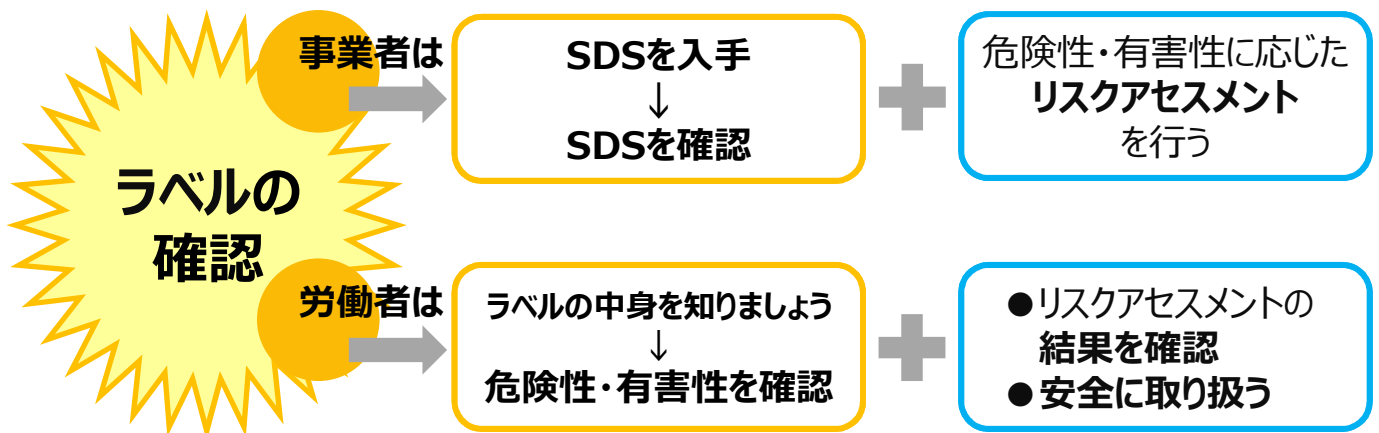 ラベルの
確認
事業者は
SDSを入手
↓
SDSを確認
危険性・有害性に応じた
リスクアセスメント
を行う
労働者は
ラベルの中身を知りましょう
↓
危険性・有害性を確認
●リスクアセスメントの
結果を確認
●安全に取り扱う